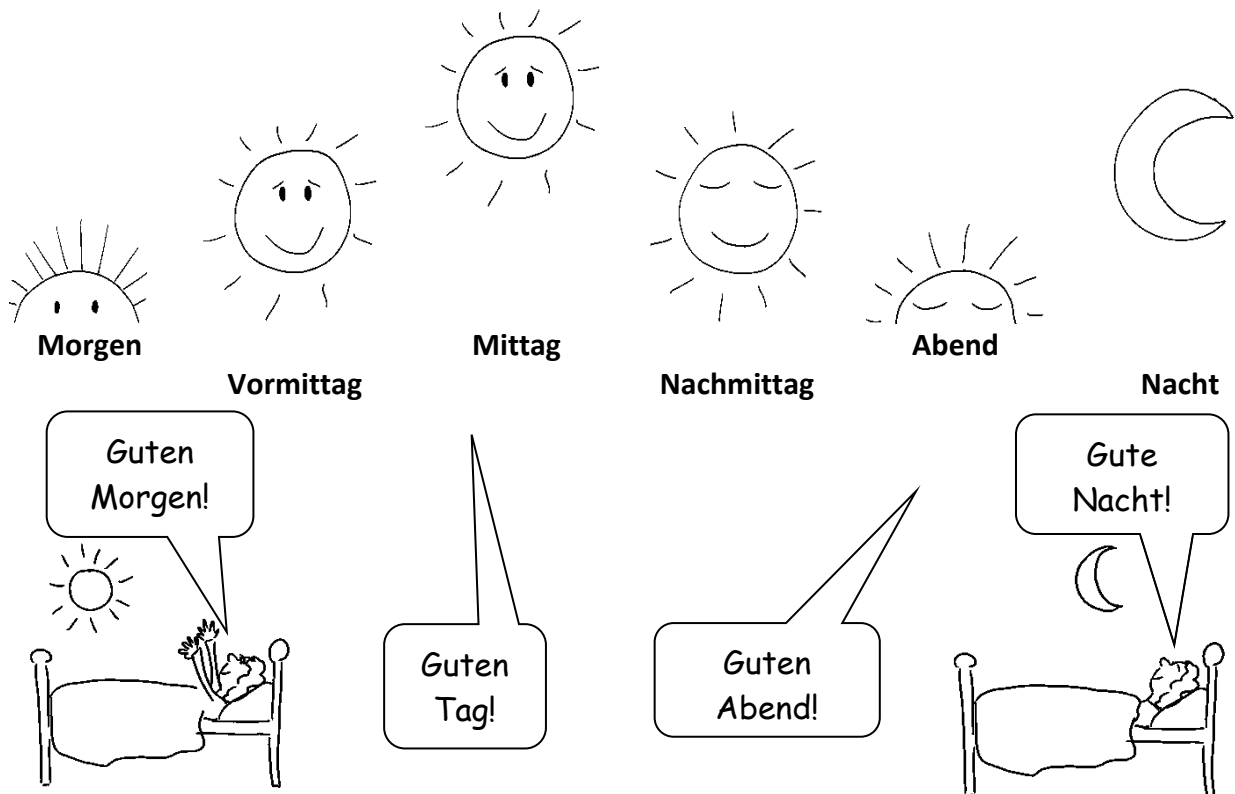 Morgen
Mittag
Abend
Vormittag
Nachmittag
Nacht
Guten
Morgen!
Gute
Nacht!
Guten
Tag!
Guten
Abend!